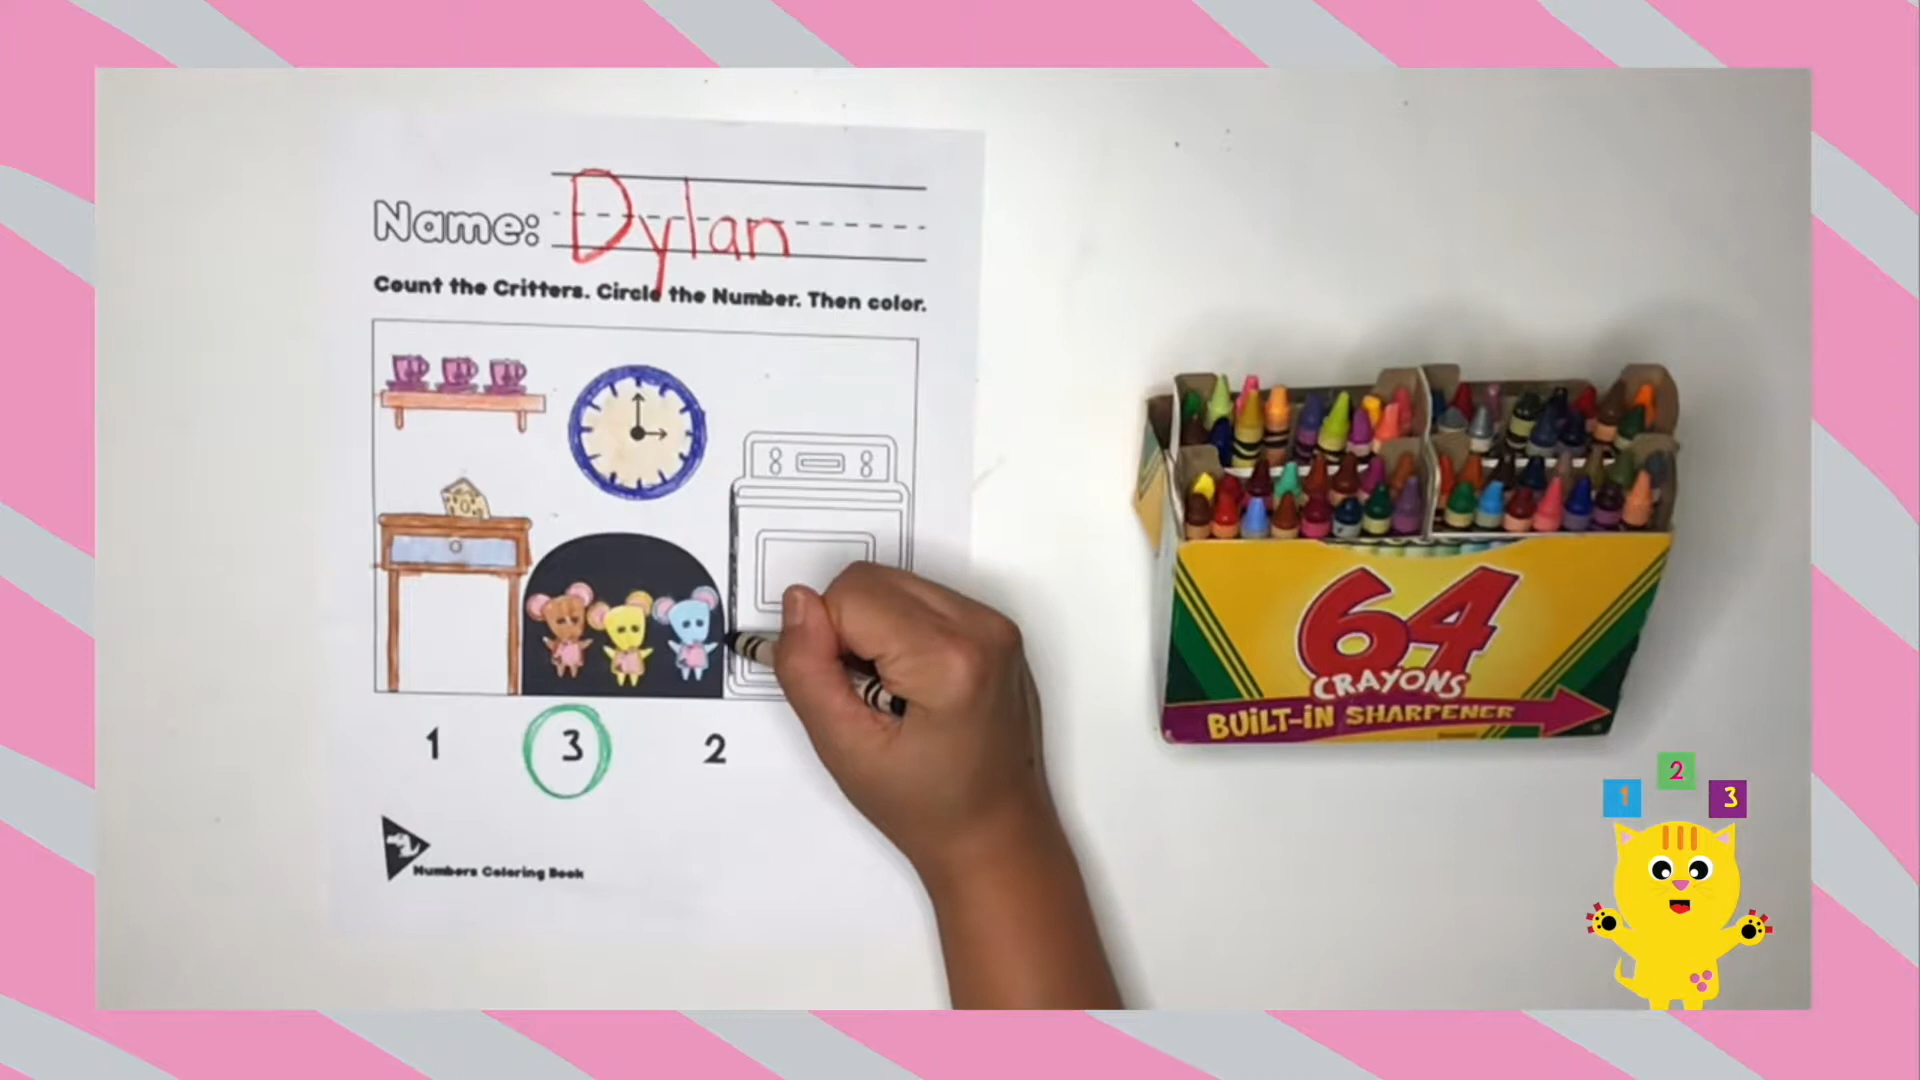 Name: Dylan
Count the Critters. Circle the Number. Then color.
1 3 2
Numbers Coloring Book
64
CRAYONS
BUILT-IN SHARPENER
1 2 3